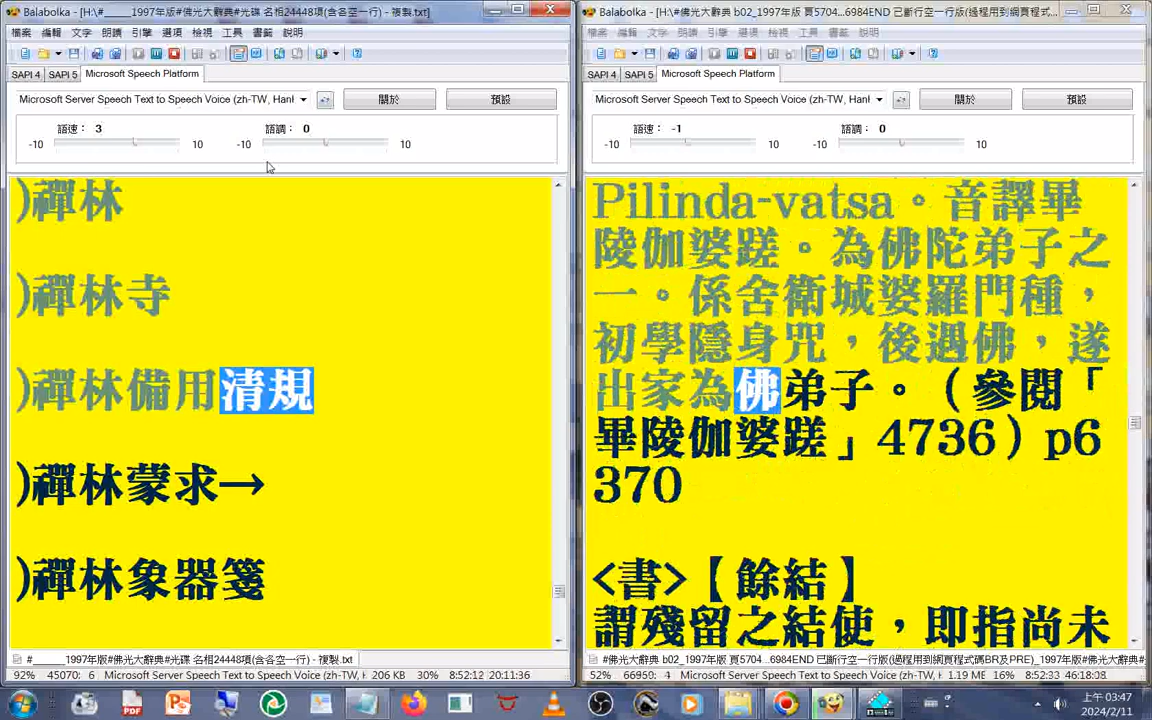 Balabolka - [H:\#_____1997年版#佛光大辭典#光碟 名相24448項(含各空一行) - 複製.txt]
檔案 編輯 文字 朗讀 引擎 選項 檢視 工具 書籤 說明
SAPI 4 SAPI 5 Microsoft Speech Platform
Microsoft Server Speech Text to Speech Voice (zh-TW, Hanl
關於 預設
語速： 3 語調： 0
-10 10 -10 10
)禪林
)禪林寺
)禪林備用清規
)禪林蒙求→
)禪林象器箋
#_____1997年版#佛光大辭典#光碟 名相24448項(含各空一行) - 複製.txt
92% 45070: 6 Microsoft Server Speech Text to Speech Voice (zh-TW, H 206 KB 30% 8:52:12 20:11:36
Balabolka - [H:\#佛光大辭典 b02_1997年版 頁5704...6984END 已斷行空一行版(過程用到網頁程式...
檔案 編輯 文字 朗讀 引擎 選項 檢視 工具 書籤 說明
SAPI 4 SAPI 5 Microsoft Speech Platform
Microsoft Server Speech Text to Speech Voice (zh-TW, Hanl
關於 預設
語速： -1 語調： 0
-10 10 -10 10
Pilinda-vatsa。音譯畢
陵伽婆蹉。為佛陀弟子之
一。係舍衛城婆羅門種，
初學隱身咒，後遇佛，遂
出家為佛弟子。（參閱「
畢陵伽婆蹉」4736）p6
370
<書>【餘結】
謂殘留之結使，即指尚未
#佛光大辭典 b02_1997年版 頁5704...6984END 已斷行空一行版(過程用到網頁程式碼BR及PRE)_1997年版#佛光大辭典#
52% 66950: 4 Microsoft Server Speech Text to Speech Voice (zh-TW, H 1.19 MB 16% 8:52:33 46:18:08
上午 03:47
2024/2/11